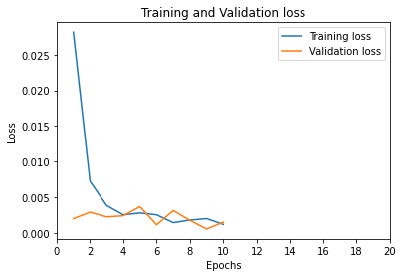 Training and Validation loss
Training loss
Validation loss
0.025
0.020
0.015
0.010
0.005
0.000
Loss
0 2 4 6 8 10 12 14 16 18 20
Epochs